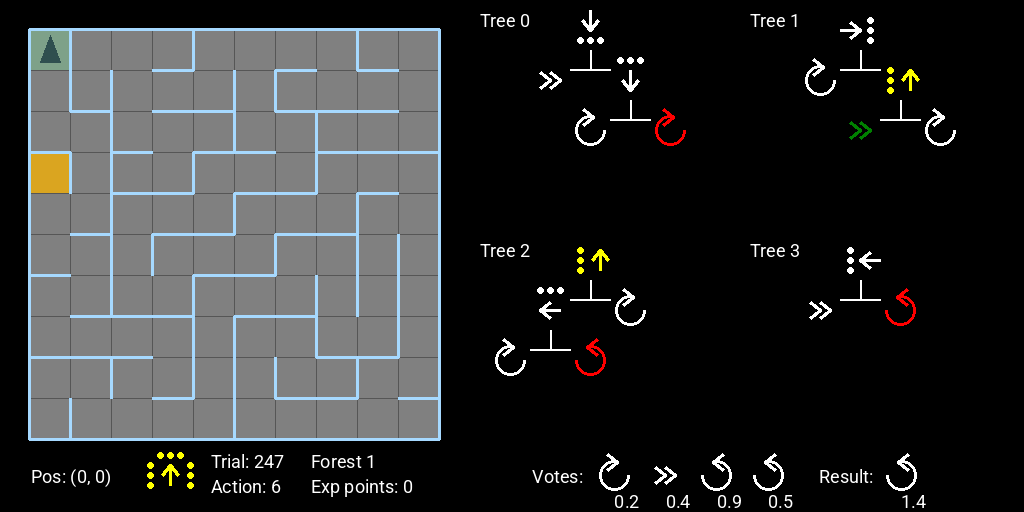 Tree 0
Tree 1
Tree 2
Tree 3
Pos: (0, 0)
Trial: 247
Forest 1
Action: 6
Exp points: 0
Votes:
0.2
0.4
0.9
0.5
Result:
1.4